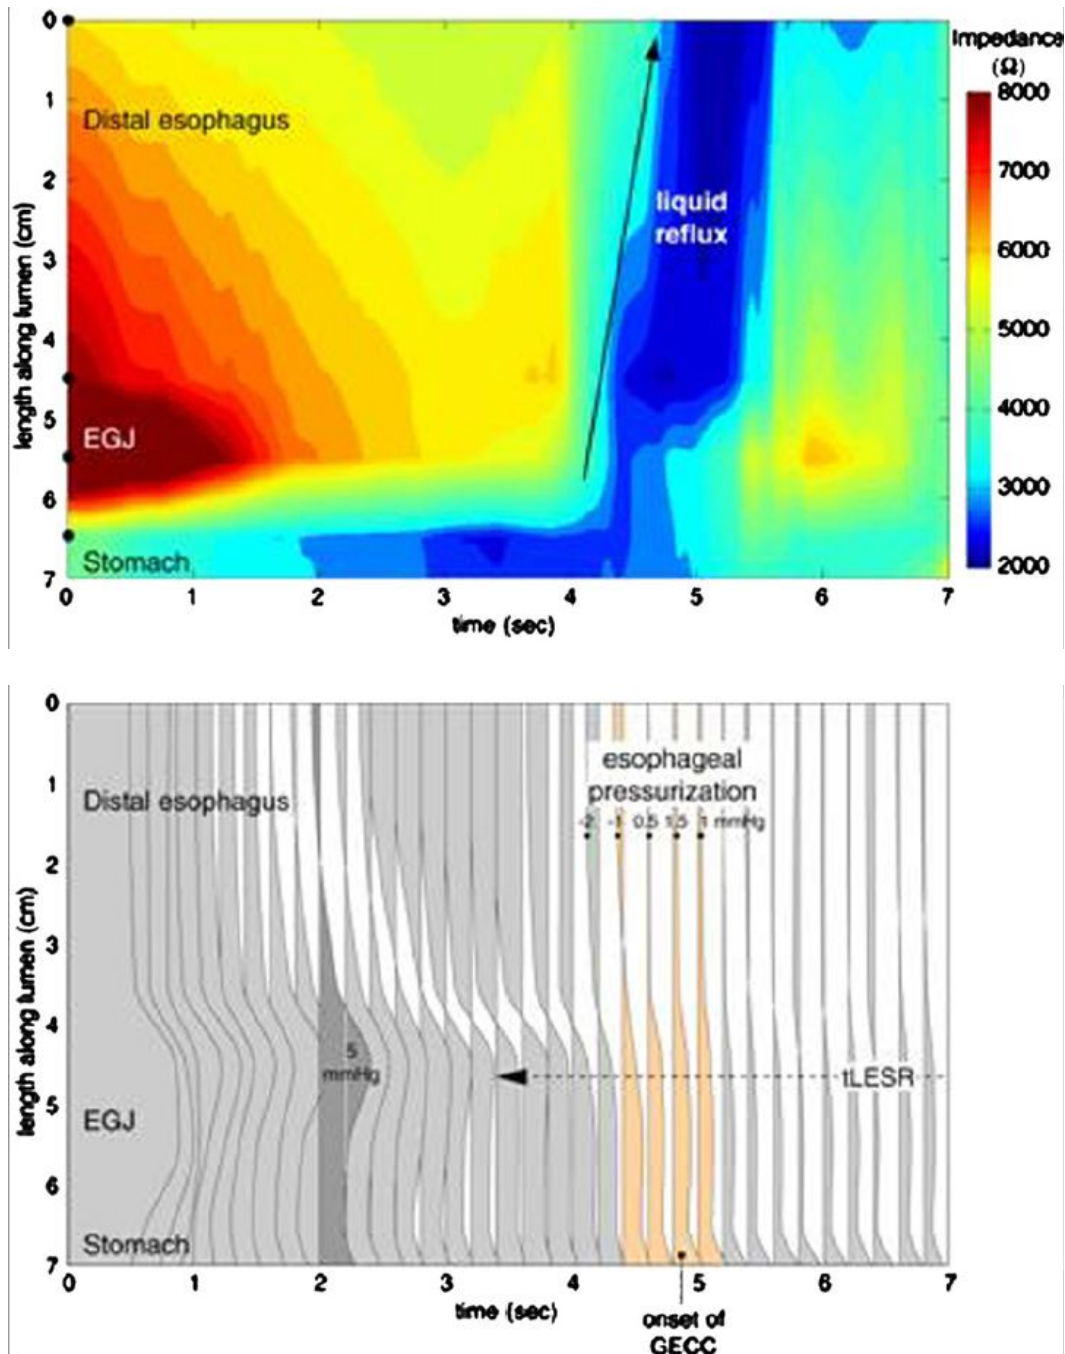 Impedance
(Ω)
0
1
2
3
4
5
6
7
length along lumen (cm)
Distal esophagus
EGJ
Stomach
liquid
reflux
8000
7000
6000
5000
4000
3000
2000
0 1 2 3 4 5 6 7
time (sec)
0
1
2
3
4
5
6
7
length along lumen (cm)
esophageal
pressurization
-2 -1 0.5 1.5 1 mmHg
Distal esophagus
5
mmHg
tLESR
EGJ
Stomach
0 1 2 3 4 5 6 7
time (sec)
onset of
GECC